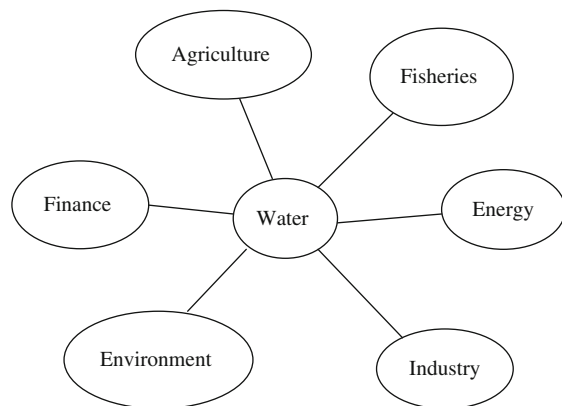 Agriculture
Fisheries
Finance
Water
Energy
Environment
Industry